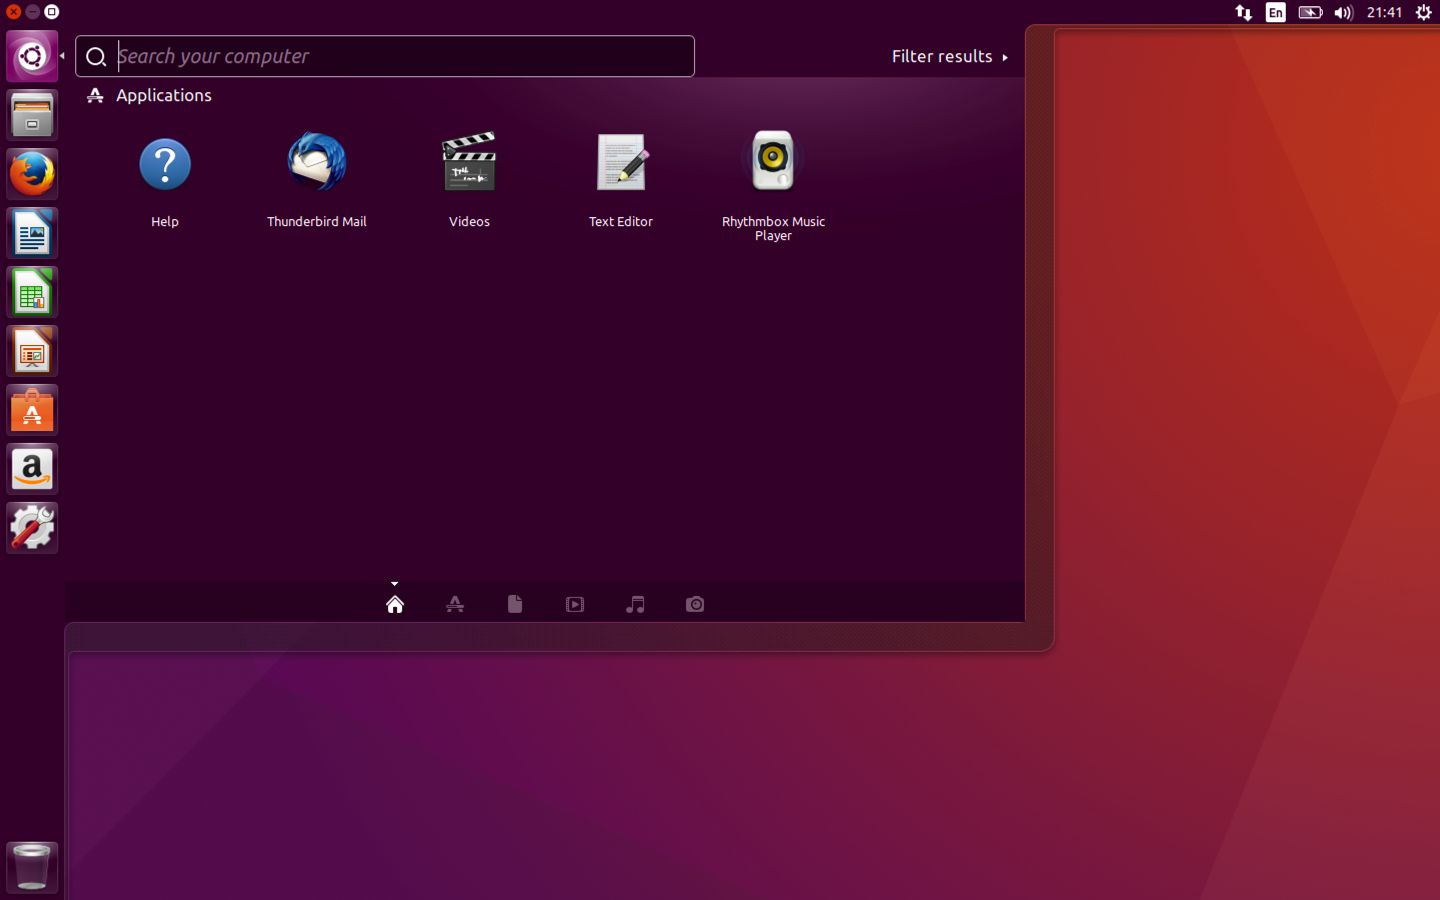 En
21:41
Search your computer
Filter results
Applications
Help
Thunderbird Mail
Videos
Text Editor
Rhythmbox Music
Player